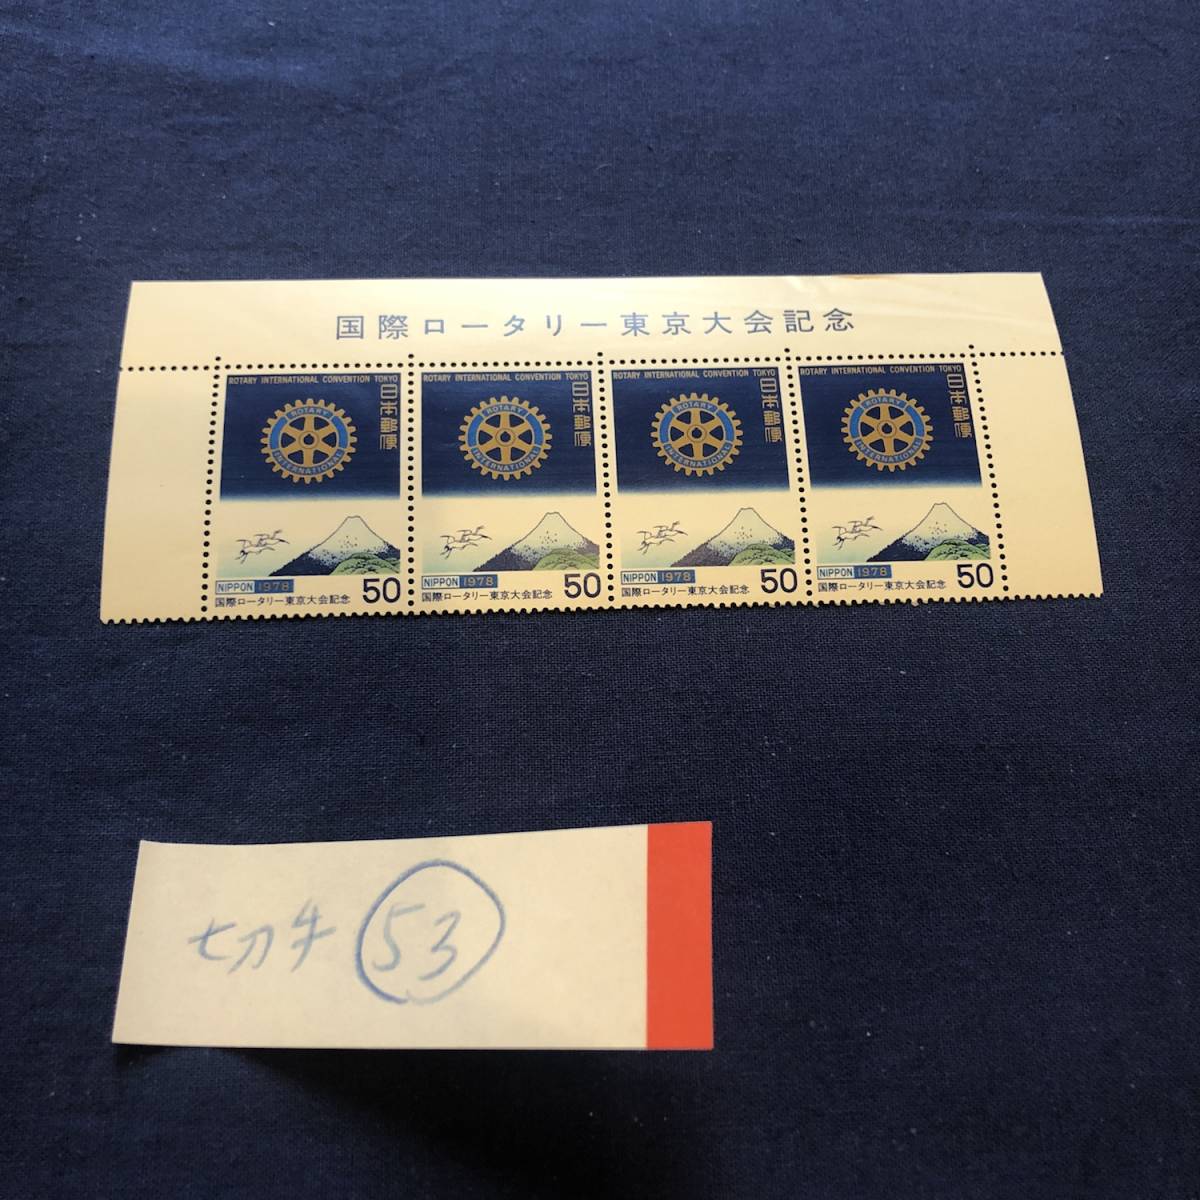 国際ロータリー東京大会記念
ROTARY INTERNATIONAL CONVENTION TOKYO
日本郵便
ROTARY
INTERNATIONAL
NIPPON 1978
国際ロータリー東京大会記念
50
ROTARY INTERNATIONAL CONVENTION TOKYO
日本郵便
ROTARY
INTERNATIONAL
NIPPON 1978
国際ロータリー東京大会記念
50
ROTARY INTERNATIONAL CONVENTION TOKYO
日本郵便
ROTARY
INTERNATIONAL
NIPPON 1978
国際ロータリー東京大会記念
50
ROTARY INTERNATIONAL CONVENTION TOKYO
日本郵便
ROTARY
INTERNATIONAL
NIPPON 1978
国際ロータリー東京大会記念
50
切手 53